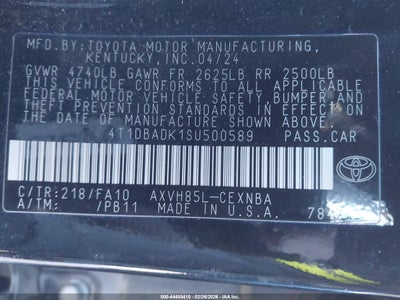 MFD.BY:TOYOTA MOTOR MANUFACTURING,
KENTUCKY,INC.04/24
GVWR 4740LB GAWR FR 2625LB RR 2500LB
THIS VEHICLE CONFORMS TO ALL APPLICABLE
FEDERAL MOTOR VEHICLE SAFETY,BUMPER,AND
THEFT PREVENTION STANDARDS IN EFFECT ON
THE DATE OF MANUFACTURE SHOWN ABOVE.
4T1DBADK1SU500589 PASS.CAR
C/TR:218/FA10 AXVH85L-CEXNBA
A/TM: /PB11 MADE IN U.S.A.
TOYOTA
000-44455410 - 02/26/2026 - IAA Inc.